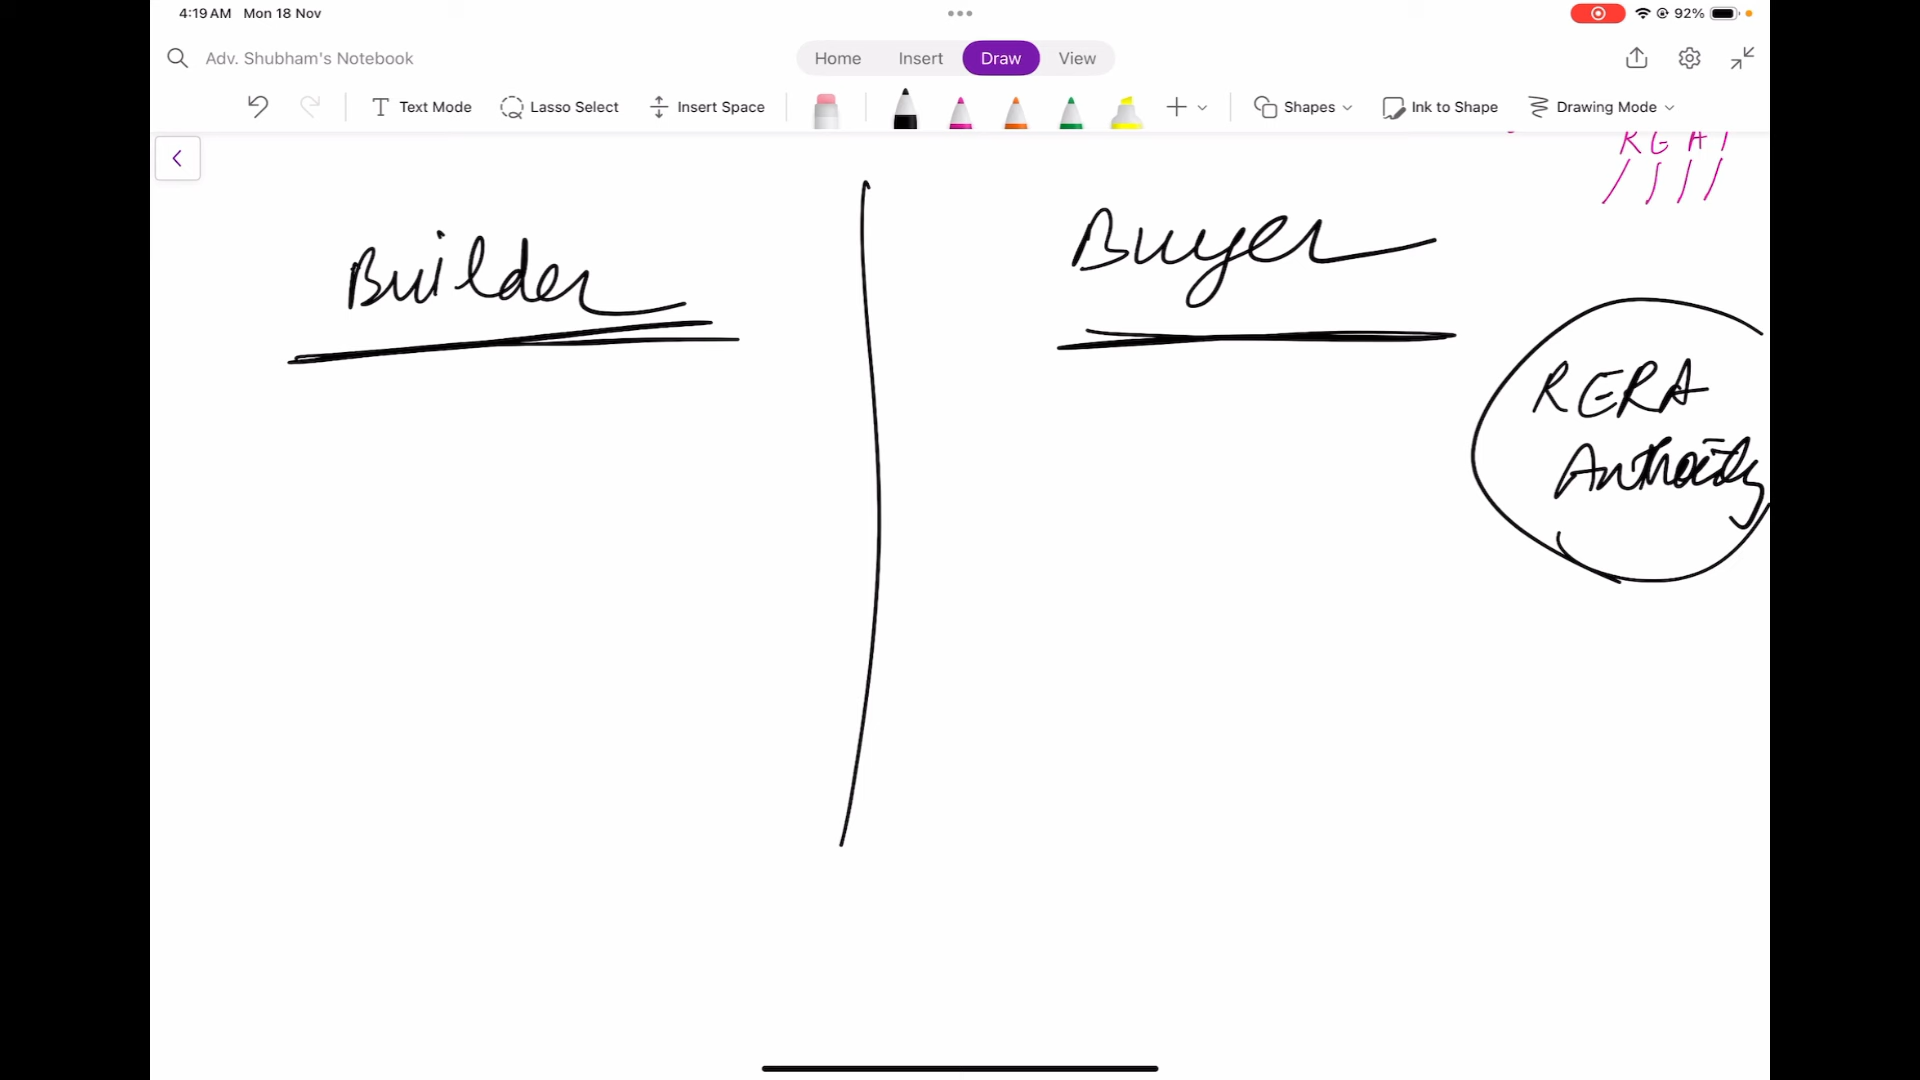 4:19 AM Mon 18 Nov
92%
Adv. Shubham's Notebook
Home Insert Draw View
Text Mode Lasso Select Insert Space Shapes Ink to Shape Drawing Mode
Builder
Buyer
RERA
Authority